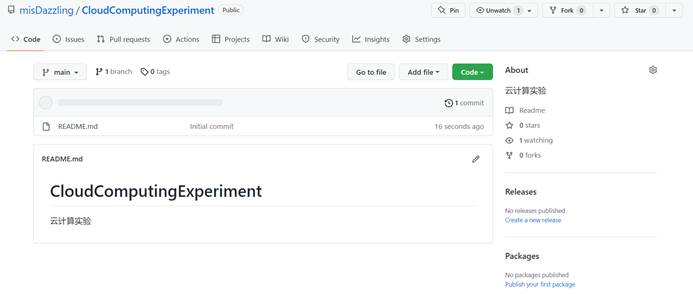 misDazzling / CloudComputingExperiment Public Pin Unwatch 1 Fork 0 Star 0
Code Issues Pull requests Actions Projects Wiki Security Insights Settings
main 1 branch 0 tags Go to file Add file Code
1 commit
README.md Initial commit 16 seconds ago
README.md
CloudComputingExperiment
云计算实验
About
云计算实验
Readme
0 stars
1 watching
0 forks
Releases
No releases published
Create a new release
Packages
No packages published
Publish your first package